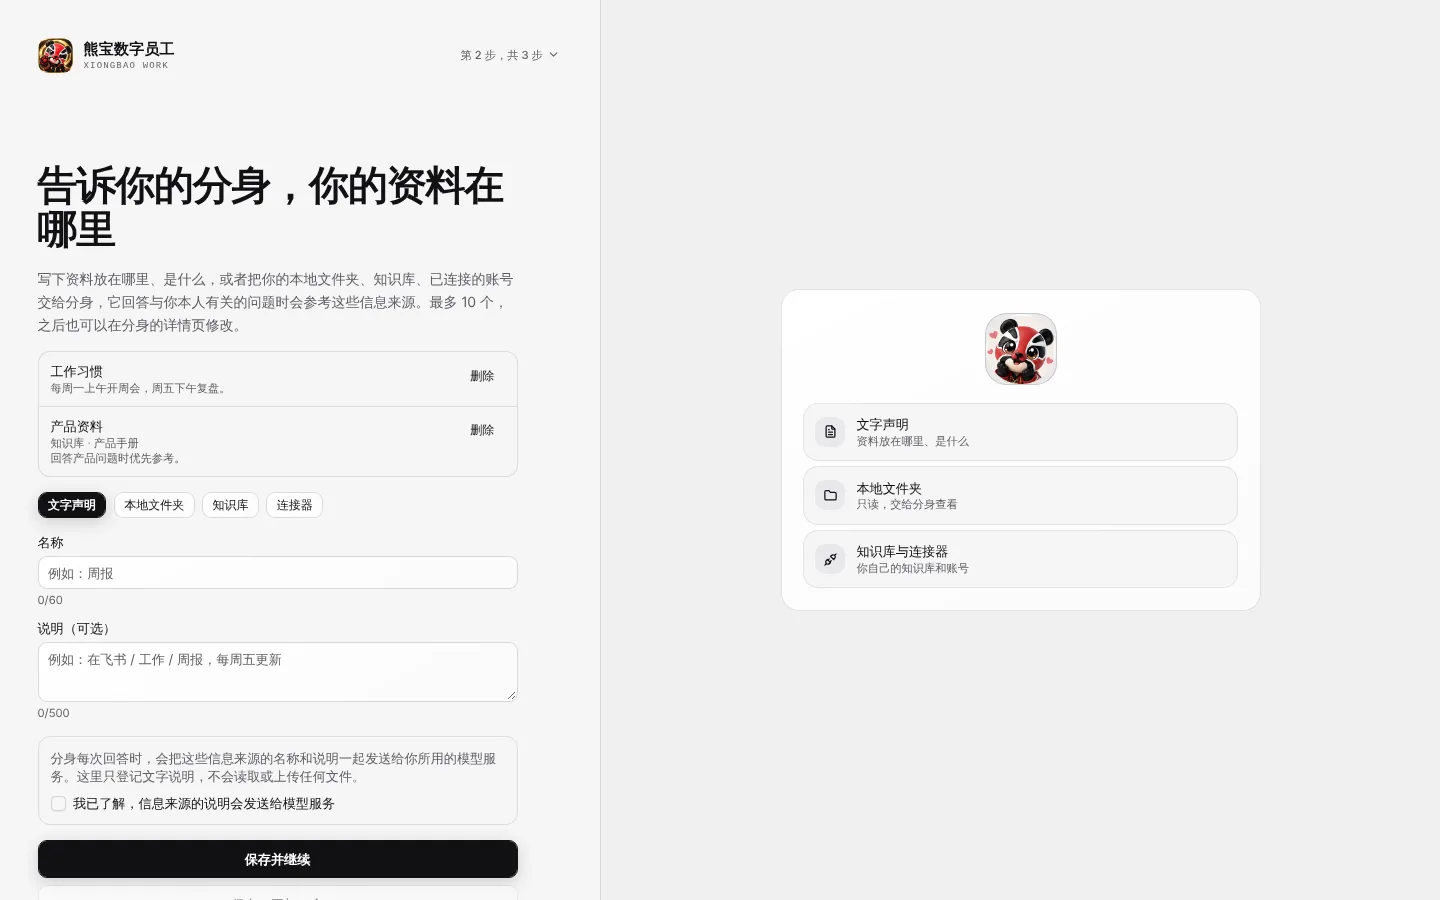 熊宝数字员工
XIONGBAO WORK
第 2 步，共 3 步
告诉你的分身，你的资料在
哪里
写下资料放在哪里、是什么，或者把你的本地文件夹、知识库、已连接的账号
交给分身，它回答与你本人有关的问题时会参考这些信息来源。最多 10 个，
之后也可以在分身的详情页修改。
工作习惯
每周一上午开周会，周五下午复盘。
删除
产品资料
知识库 · 产品手册
回答产品问题时优先参考。
删除
文字声明 本地文件夹 知识库 连接器
名称
例如：周报
0/60
说明（可选）
例如：在飞书 / 工作 / 周报，每周五更新
0/500
分身每次回答时，会把这些信息来源的名称和说明一起发送给你所用的模型服
务。这里只登记文字说明，不会读取或上传任何文件。
我已了解，信息来源的说明会发送给模型服务
保存并继续
文字声明
资料放在哪里、是什么
本地文件夹
只读，交给分身查看
知识库与连接器
你自己的知识库和账号